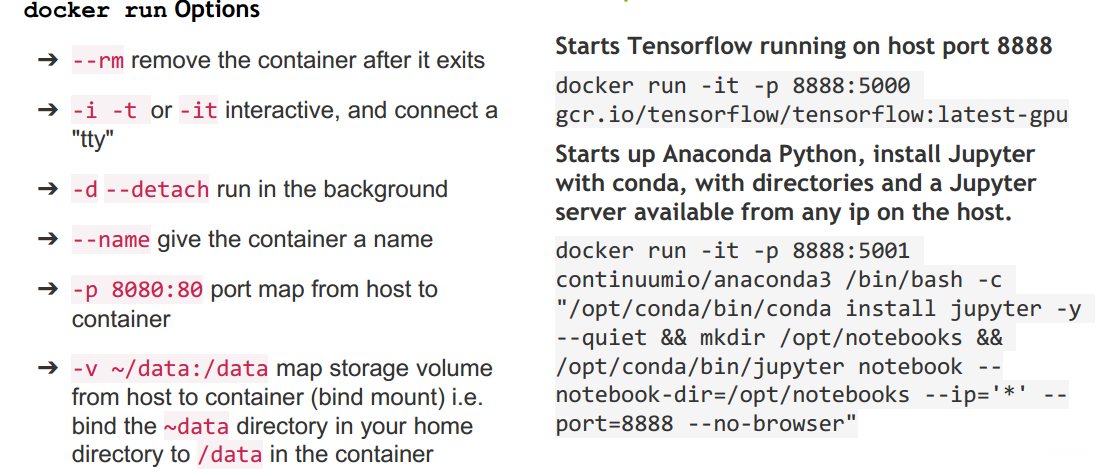 docker run Options
➔ --rm remove the container after it exits
➔ -i -t or -it interactive, and connect a
"tty"
➔ -d --detach run in the background
➔ --name give the container a name
➔ -p 8080:80 port map from host to
container
➔ -v ~/data:/data map storage volume
from host to container (bind mount) i.e.
bind the ~data directory in your home
directory to /data in the container
Starts Tensorflow running on host port 8888
docker run -it -p 8888:5000
gcr.io/tensorflow/tensorflow:latest-gpu
Starts up Anaconda Python, install Jupyter
with conda, with directories and a Jupyter
server available from any ip on the host.
docker run -it -p 8888:5001
continuumio/anaconda3 /bin/bash -c
"/opt/conda/bin/conda install jupyter -y
--quiet && mkdir /opt/notebooks &&
/opt/conda/bin/jupyter notebook --
notebook-dir=/opt/notebooks --ip='*' --
port=8888 --no-browser"